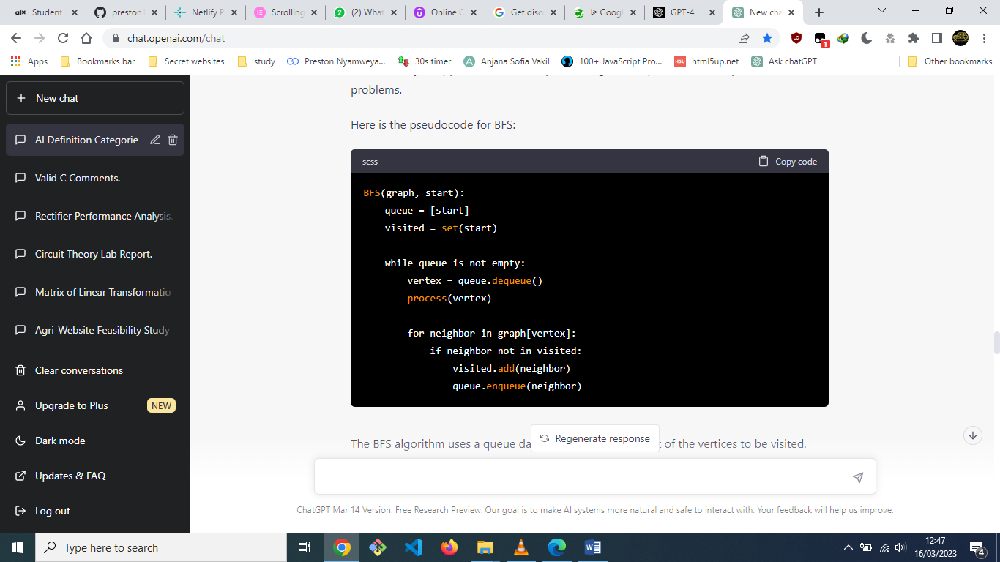 Student
preston1
Netlify P
Scrolling
(2) What
Online C
Get disc
Googl
GPT-4
New cha
chat.openai.com/chat
1
Apps
Bookmarks bar
Secret websites
study
Preston Nyamweya...
30s timer
Anjana Sofia Vakil
100+ JavaScript Pro...
HSU
html5up.net
Ask chatGPT
Other bookmarks
New chat
AI Definition Categorie
Valid C Comments.
Rectifier Performance Analysis.
Circuit Theory Lab Report.
Matrix of Linear Transformatio
Agri-Website Feasibility Study
Clear conversations
Upgrade to Plus
NEW
Dark mode
Updates & FAQ
Log out
problems.
Here is the pseudocode for BFS:
scss
Copy code
BFS(graph, start):
    queue = [start]
    visited = set(start)
    while queue is not empty:
        vertex = queue.dequeue()
        process(vertex)
        for neighbor in graph[vertex]:
            if neighbor not in visited:
                visited.add(neighbor)
                queue.enqueue(neighbor)
The BFS algorithm uses a queue da
Regenerate response
of the vertices to be visited.
ChatGPT Mar 14 Version. Free Research Preview. Our goal is to make AI systems more natural and safe to interact with. Your feedback will help us improve.
Type here to search
12:47
16/03/2023
4